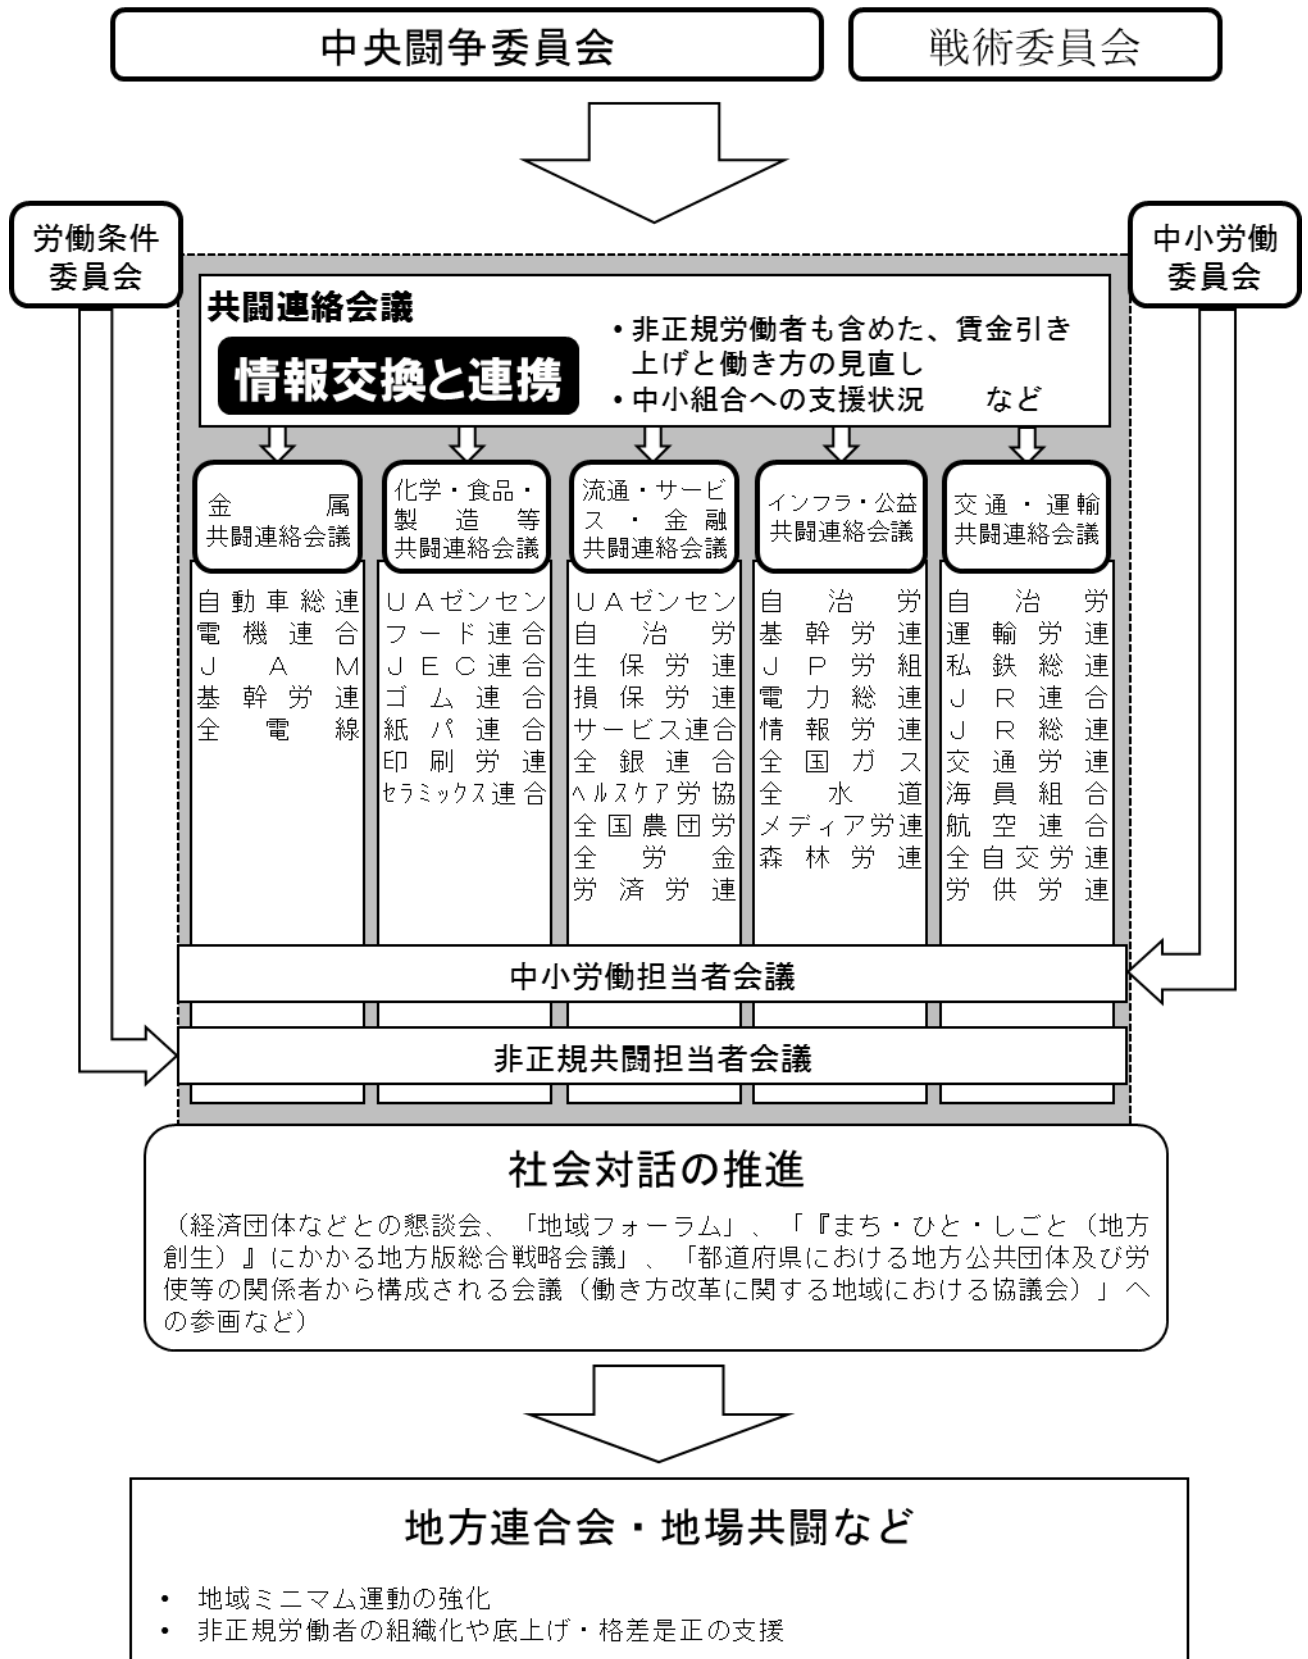 中央闘争委員会
戦術委員会
労働条件
委員会
中小労働
委員会
共闘連絡会議
情報交換と連携
・非正規労働者も含めた、賃金引き
上げと働き方の見直し
・中小組合への支援状況　　など
金属
共闘連絡会議
自動車総連
電機連合
ＪＡＭ
基幹労連
全電線
化学・食品・
製造等
共闘連絡会議
ＵＡゼンセン
フード連合
ＪＥＣ連合
ゴム連合
紙パ連合
印刷労連
セラミックス連合
流通・サービ
ス・金融
共闘連絡会議
ＵＡゼンセン
自治労
生保労連
損保労連
サービス連合
全銀連合
ヘルスケア労協
全国農団労
全労金
労済労連
インフラ・公益
共闘連絡会議
自治労
基幹労連
ＪＰ労組
電力総連
情報労連
全国ガス
全水道
メディア労連
森林労連
交通・運輸
共闘連絡会議
自治労
運輸労連
私鉄総連
ＪＲ連合
ＪＲ総連
交通労連
海員組合
航空連合
全自交労連
労供労連
中小労働担当者会議
非正規共闘担当者会議
社会対話の推進
（経済団体などとの懇談会、「地域フォーラム」、「『まち・ひと・しごと（地方
創生）』にかかる地方版総合戦略会議」、「都道府県における地方公共団体及び労
使等の関係者から構成される会議（働き方改革に関する地域における協議会）」へ
の参画など）
地方連合会・地場共闘など
• 地域ミニマム運動の強化
• 非正規労働者の組織化や底上げ・格差是正の支援